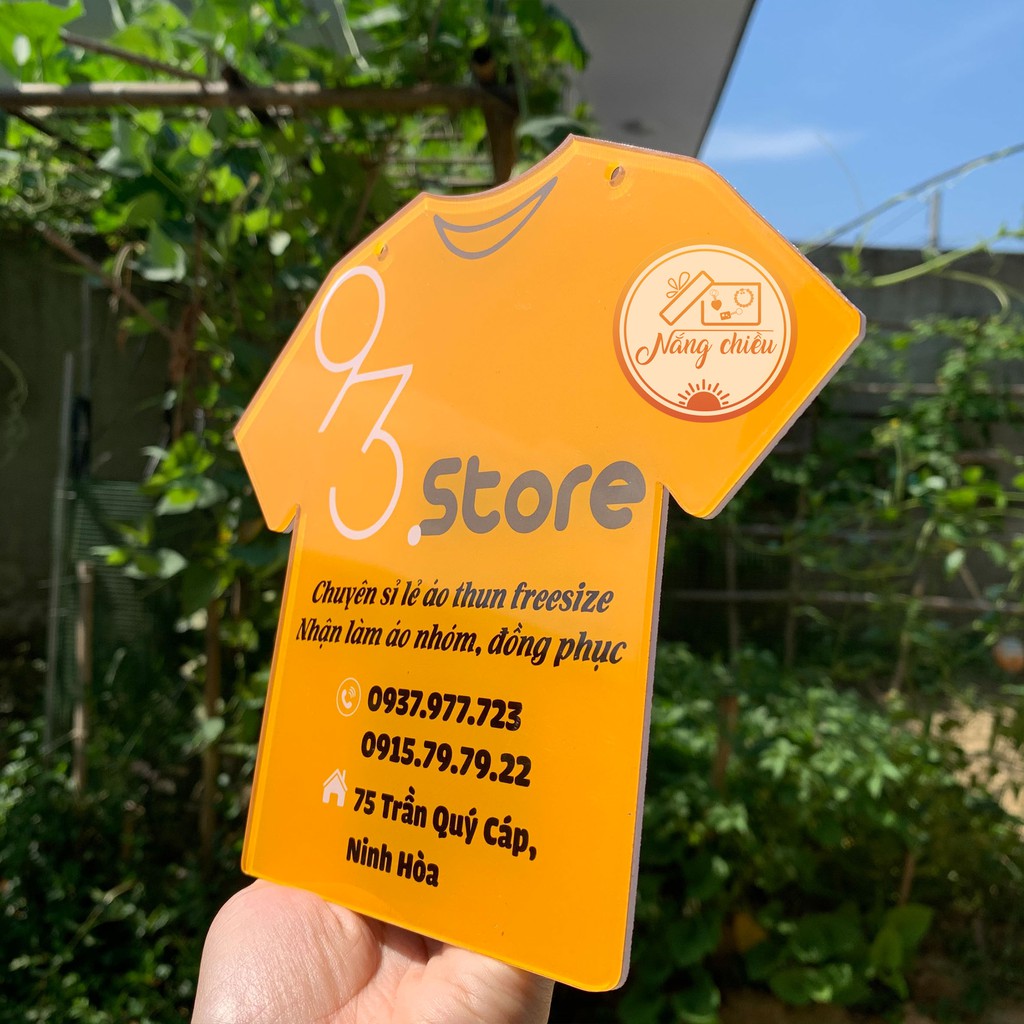 Nắng chiều
93.store
Chuyên sỉ lẻ áo thun freesize
Nhận làm áo nhóm, đồng phục
0937.977.723
0915.79.79.22
75 Trần Quý Cáp,
Ninh Hòa